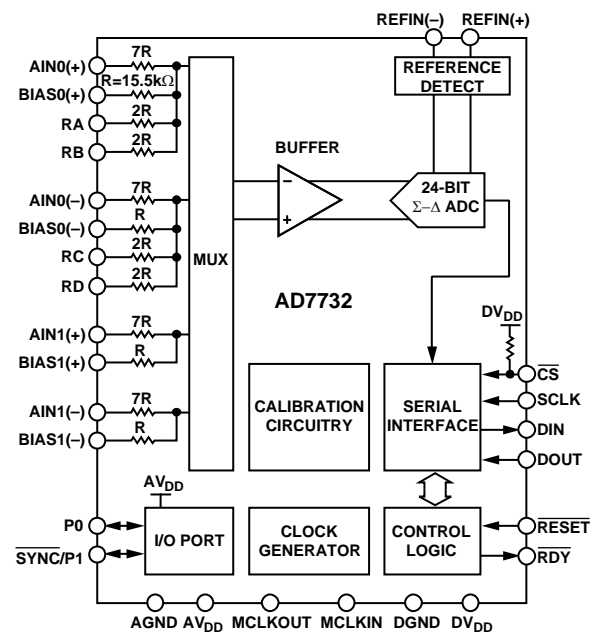 REFIN(–) REFIN(+)
AIN0(+) 7R
REFERENCE
DETECT
BIAS0(+) R=15.5kΩ
RA 2R
RB 2R
BUFFER
–
+
24-BIT
Σ–Δ ADC
AIN0(–) 7R
BIAS0(–) R
RC 2R
RD 2R
MUX
AD7732
AIN1(+) 7R
BIAS1(+) R
DVDD
CS
SCLK
DIN
DOUT
AIN1(–) 7R
BIAS1(–) R
CALIBRATION
CIRCUITRY
SERIAL
INTERFACE
AVDD
P0
SYNC/P1
I/O PORT
CLOCK
GENERATOR
CONTROL
LOGIC
RESET
RDY
AGND AVDD MCLKOUT MCLKIN DGND DVDD